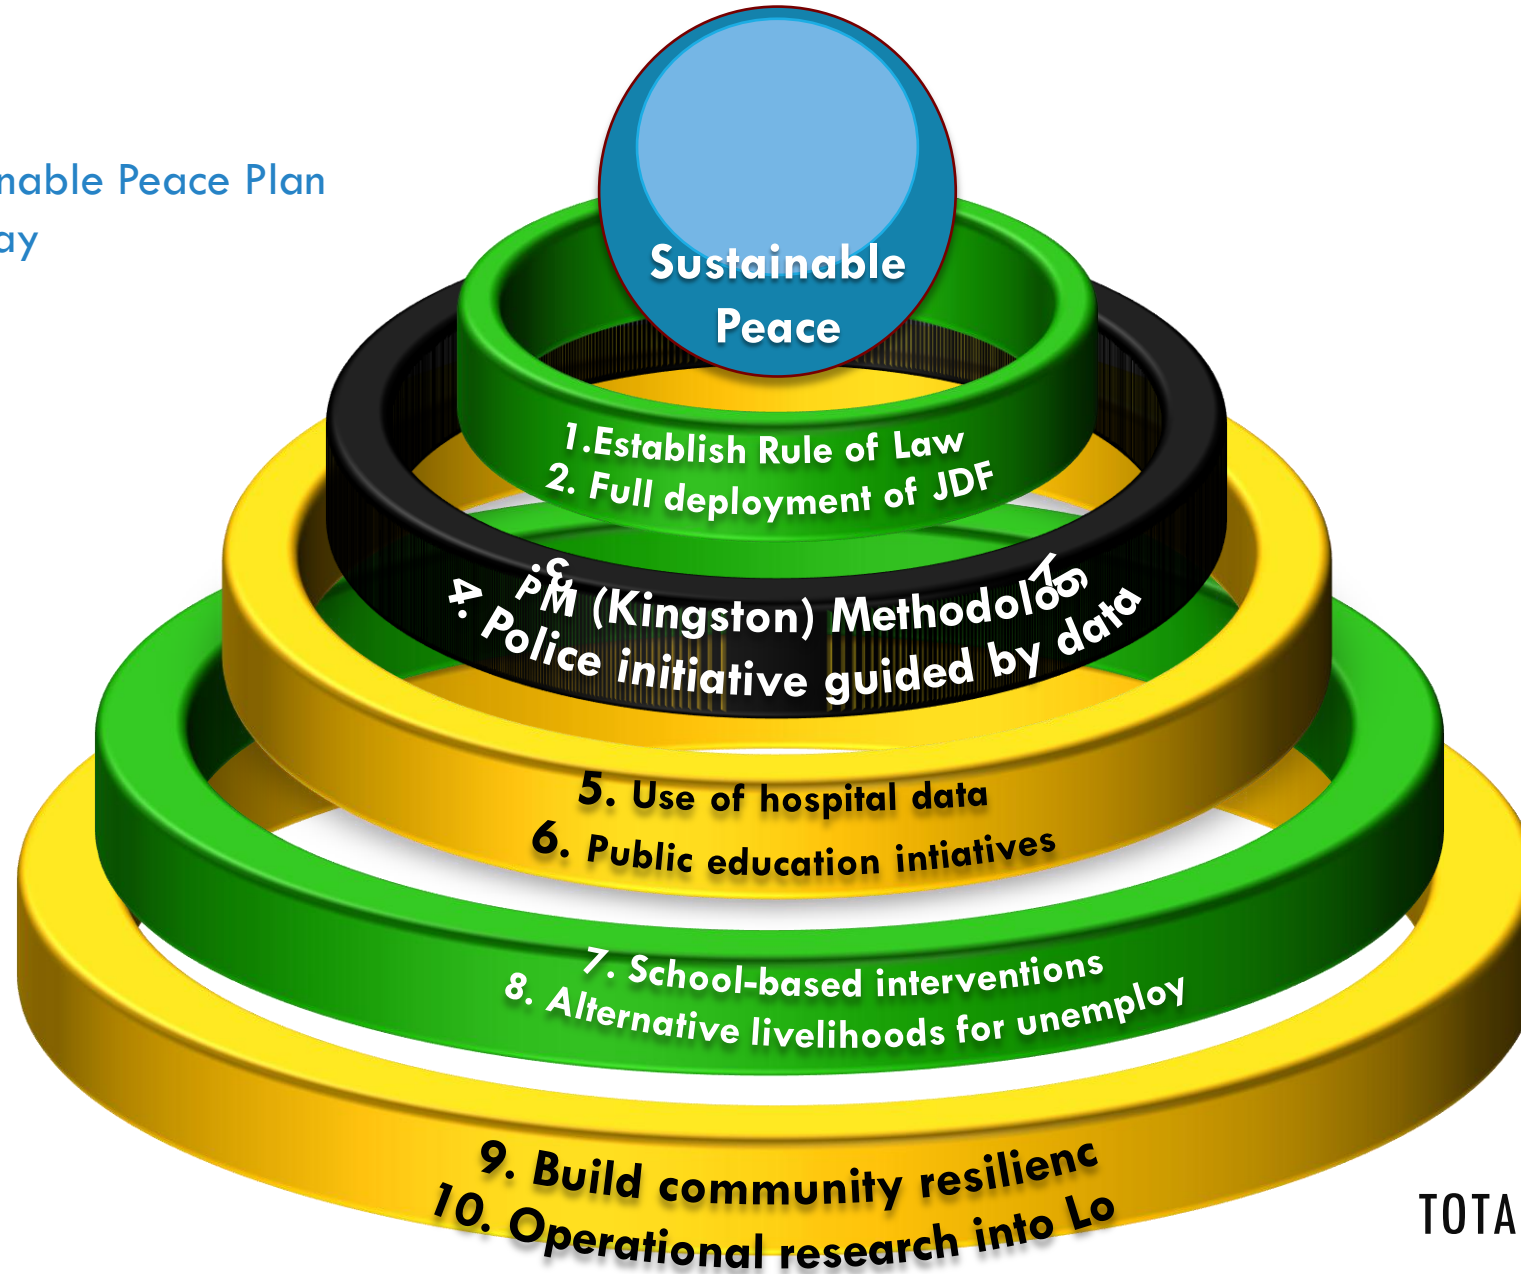 nable Peace Plan
ay
Sustainable
Peace
1.Establish Rule of Law
2. Full deployment of JDF
3. PM (Kingston) Methodology
4. Police initiative guided by data
5. Use of hospital data
6. Public education intiatives
7. School-based interventions
8. Alternative livelihoods for unemploy
9. Build community resilienc
10. Operational research into Lo
TOTA